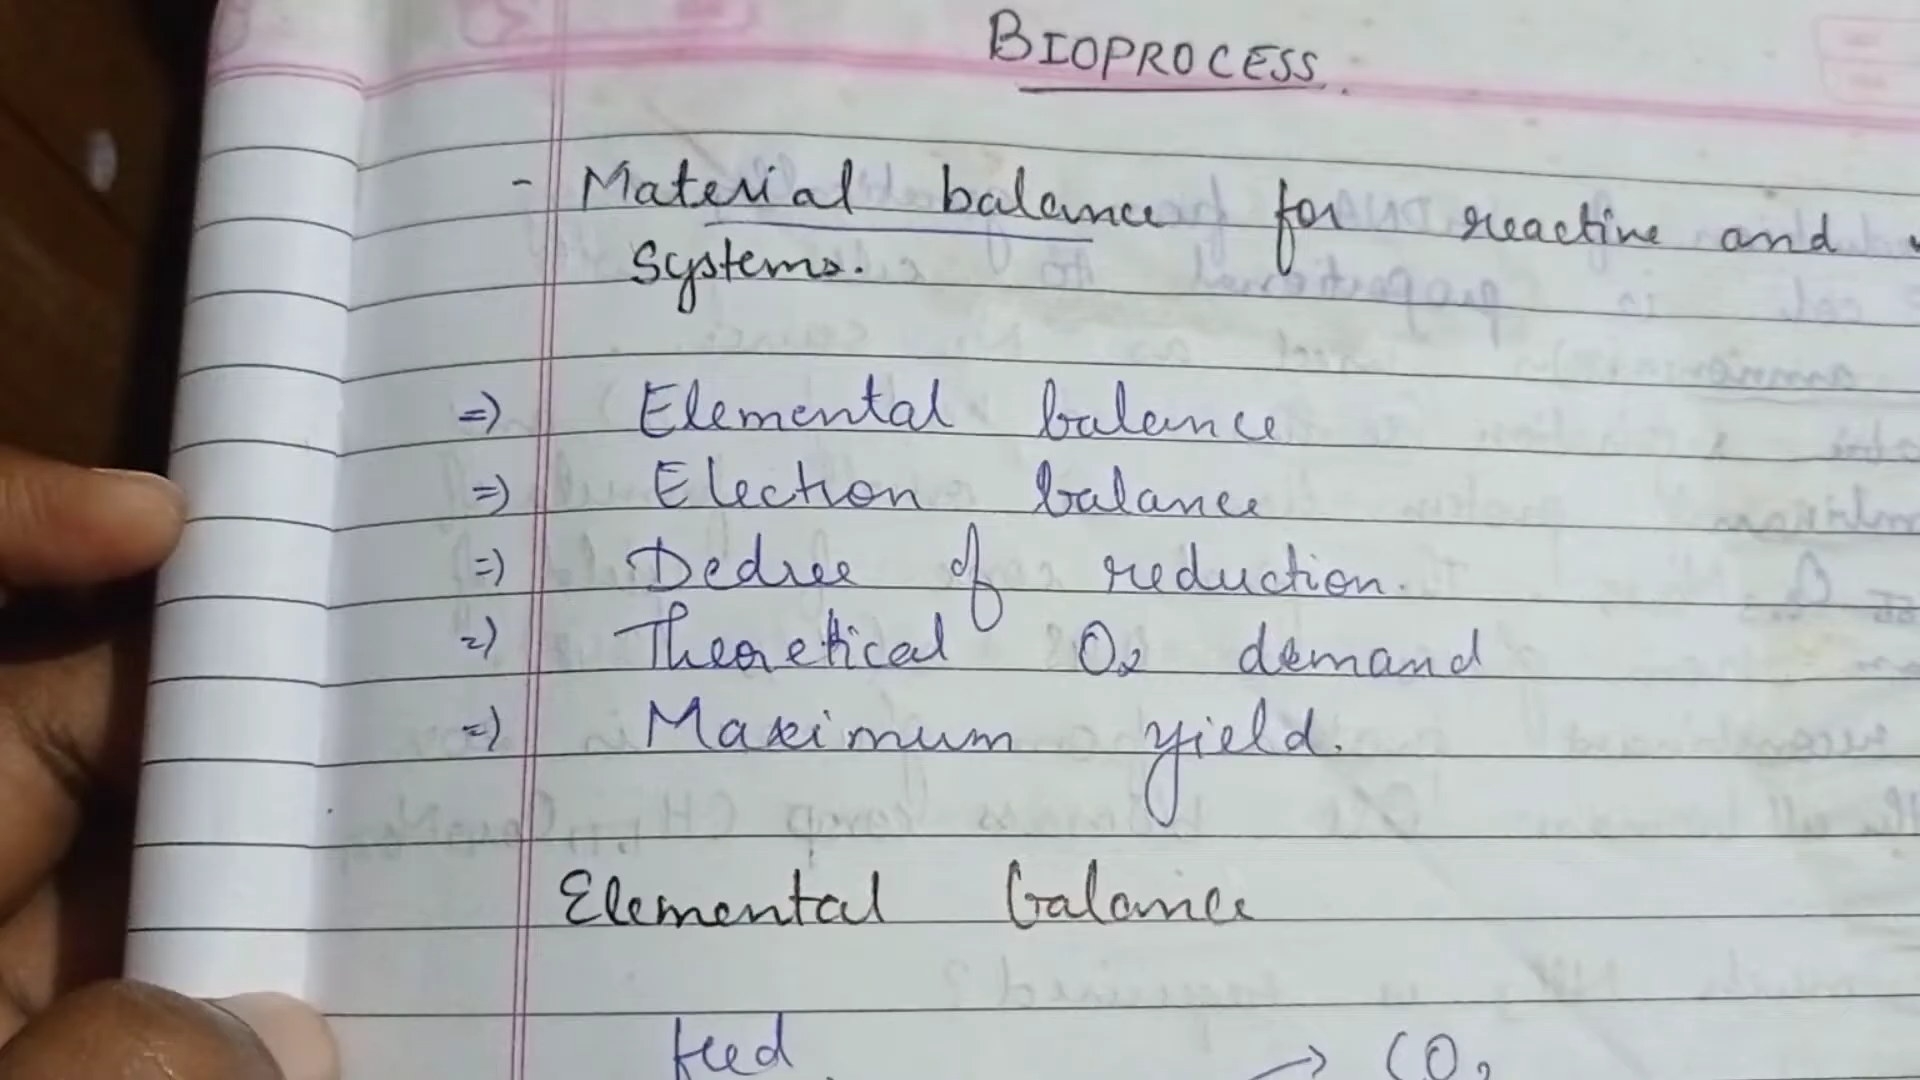 BIOPROCESS.
- Material balance for reactive and
systems.
=) Elemental balance
=) Election balance
=) Dedree of reduction.
=) Theoretical O₂ demand
=) Maximum yield.
Elemental balance
feed → CO₂